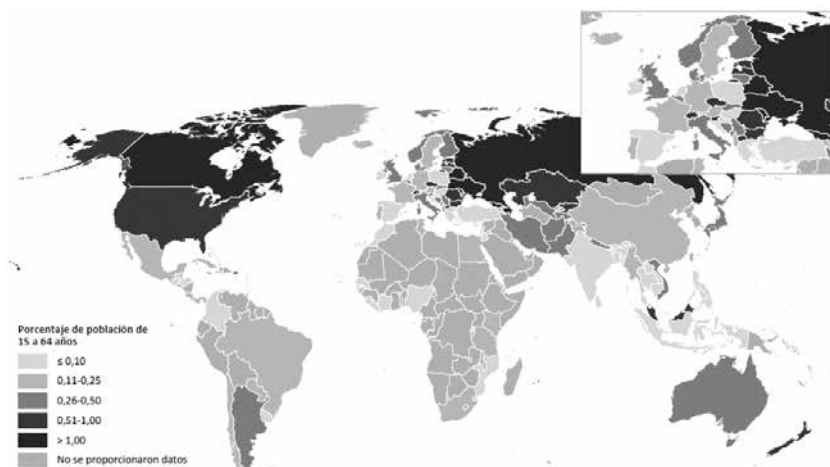 Porcentaje de población de
15 a 64 años
≤ 0,10
0,11-0,25
0,26-0,50
0,51-1,00
> 1,00
No se proporcionaron datos